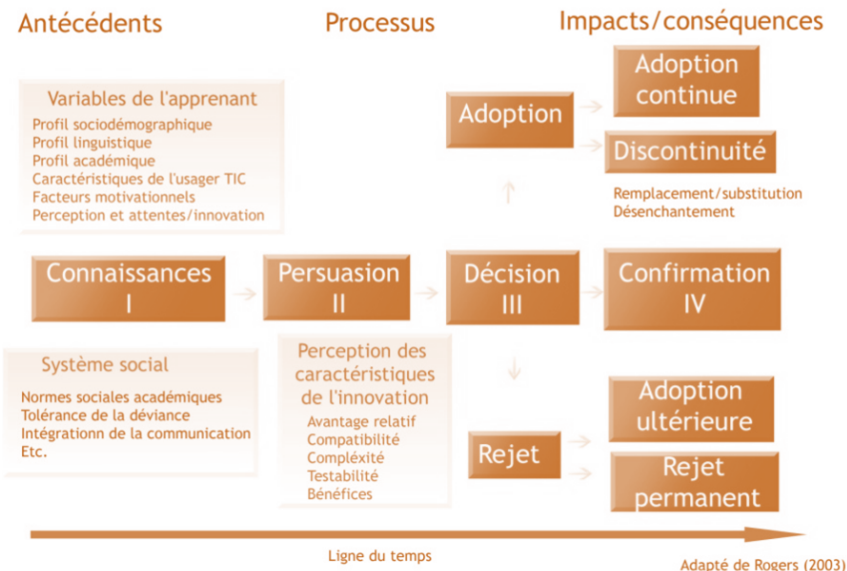 Antécédents
Processus
Impacts/conséquences
Variables de l'apprenant
Profil sociodémographique
Profil linguistique
Profil académique
Caractéristiques de l'usager TIC
Facteurs motivationnels
Perception et attentes/innovation
Adoption
Adoption
continue
Discontinuité
Remplacement/substitution
Désenchantement
Connaissances
I
Persuasion
II
Décision
III
Confirmation
IV
Système social
Normes sociales académiques
Tolérance de la déviance
Intégrationn de la communication
Etc.
Perception des
caractéristiques
de l'innovation
Avantage relatif
Compatibilité
Compléxité
Testabilité
Bénéfices
Rejet
Adoption
ultérieure
Rejet
permanent
Ligne du temps
Adapté de Rogers (2003)